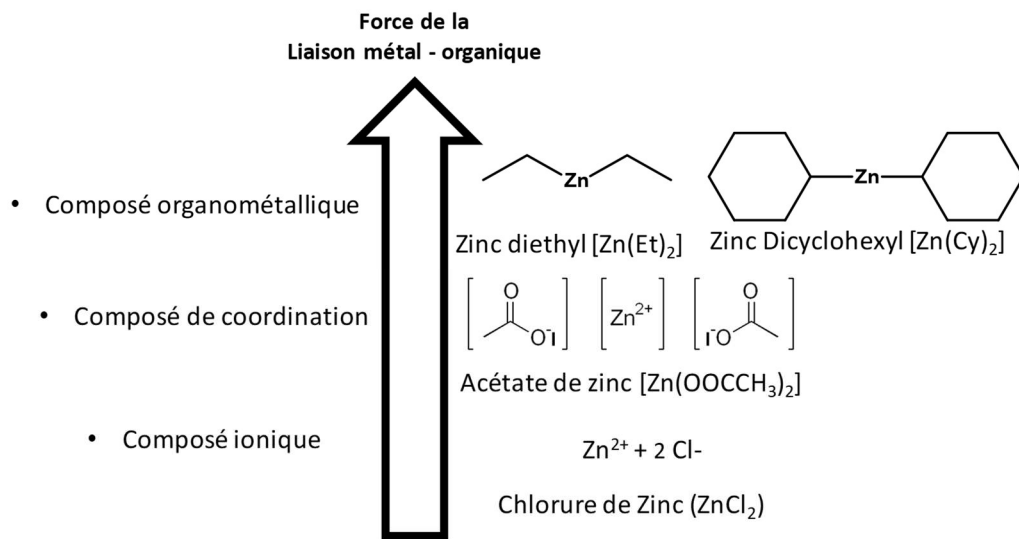 Force de la
Liaison métal - organique
• Composé organométallique
Zn
Zn
Zinc diethyl [Zn(Et)₂]
Zinc Dicyclohexyl [Zn(Cy)₂]
• Composé de coordination
O
O⁻ı
Zn²⁺
O
ı⁻O
Acétate de zinc [Zn(OOCCH₃)₂]
• Composé ionique
Zn²⁺ + 2 Cl-
Chlorure de Zinc (ZnCl₂)